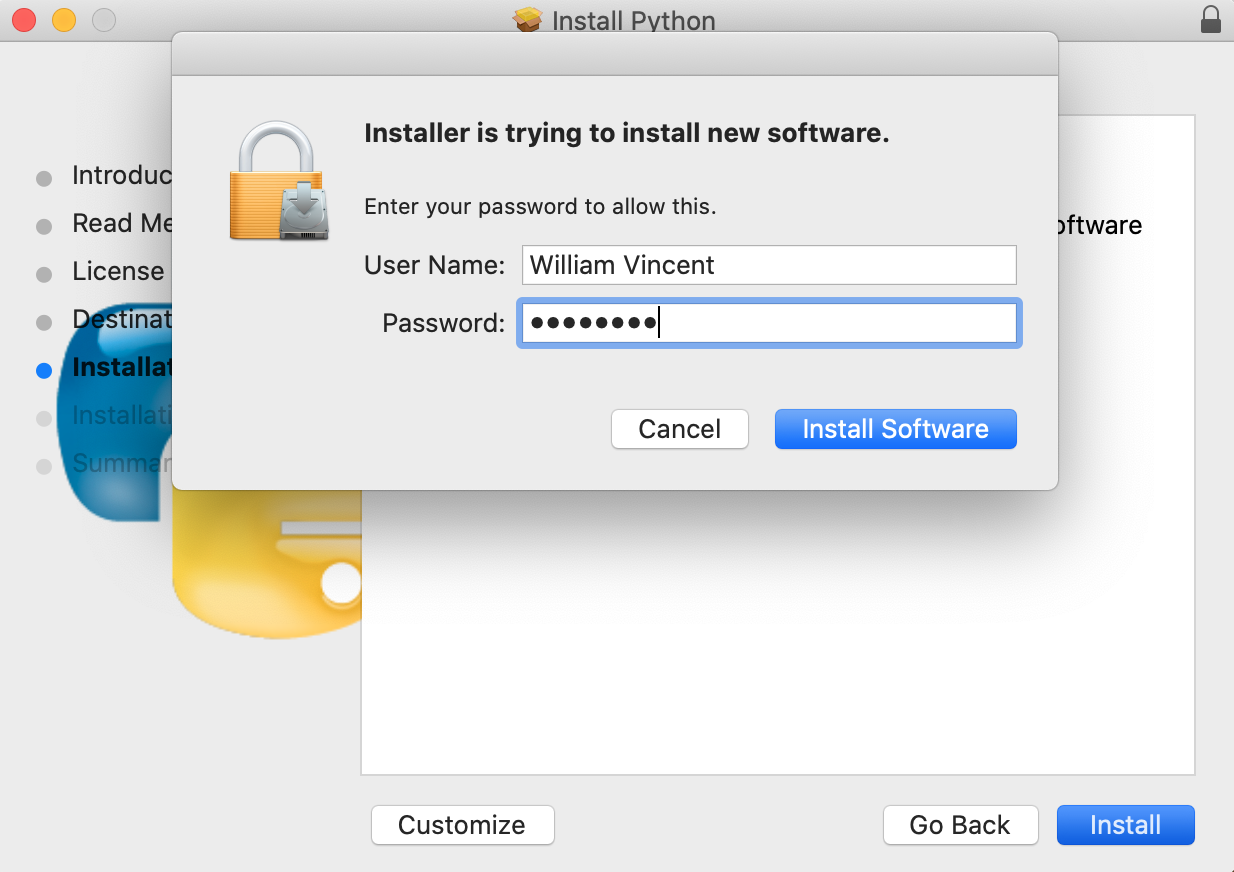 Install Python
Installer is trying to install new software.
Enter your password to allow this.
User Name: William Vincent
Password: ●●●●●●●●
Cancel
Install Software
Introduc
Read Me
License
Destinat
Installat
Installati
Summar
oftware
Customize
Go Back
Install